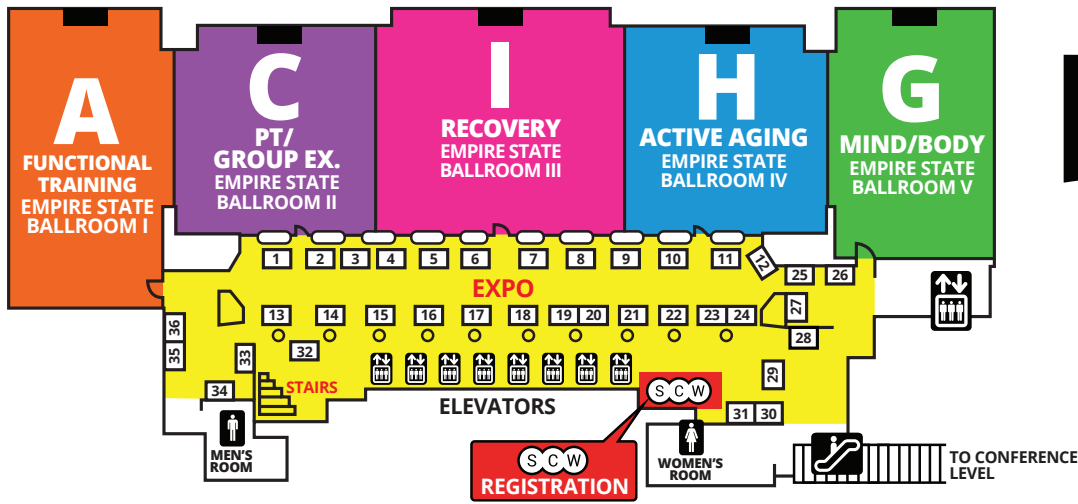 A
FUNCTIONAL
TRAINING
EMPIRE STATE
BALLROOM I
C
PT/
GROUP EX.
EMPIRE STATE
BALLROOM II
I
RECOVERY
EMPIRE STATE
BALLROOM III
H
ACTIVE AGING
EMPIRE STATE
BALLROOM IV
G
MIND/BODY
EMPIRE STATE
BALLROOM V
1 2 3 4 5 6 7 8 9 10 11 12
25 26
EXPO
27
13 14 15 16 17 18 19 20 21 22 23 24
28
36
35
33
32
29
34
STAIRS
SCW
31 30
ELEVATORS
MEN'S
ROOM
SCW
REGISTRATION
WOMEN'S
ROOM
TO CONFERENCE
LEVEL